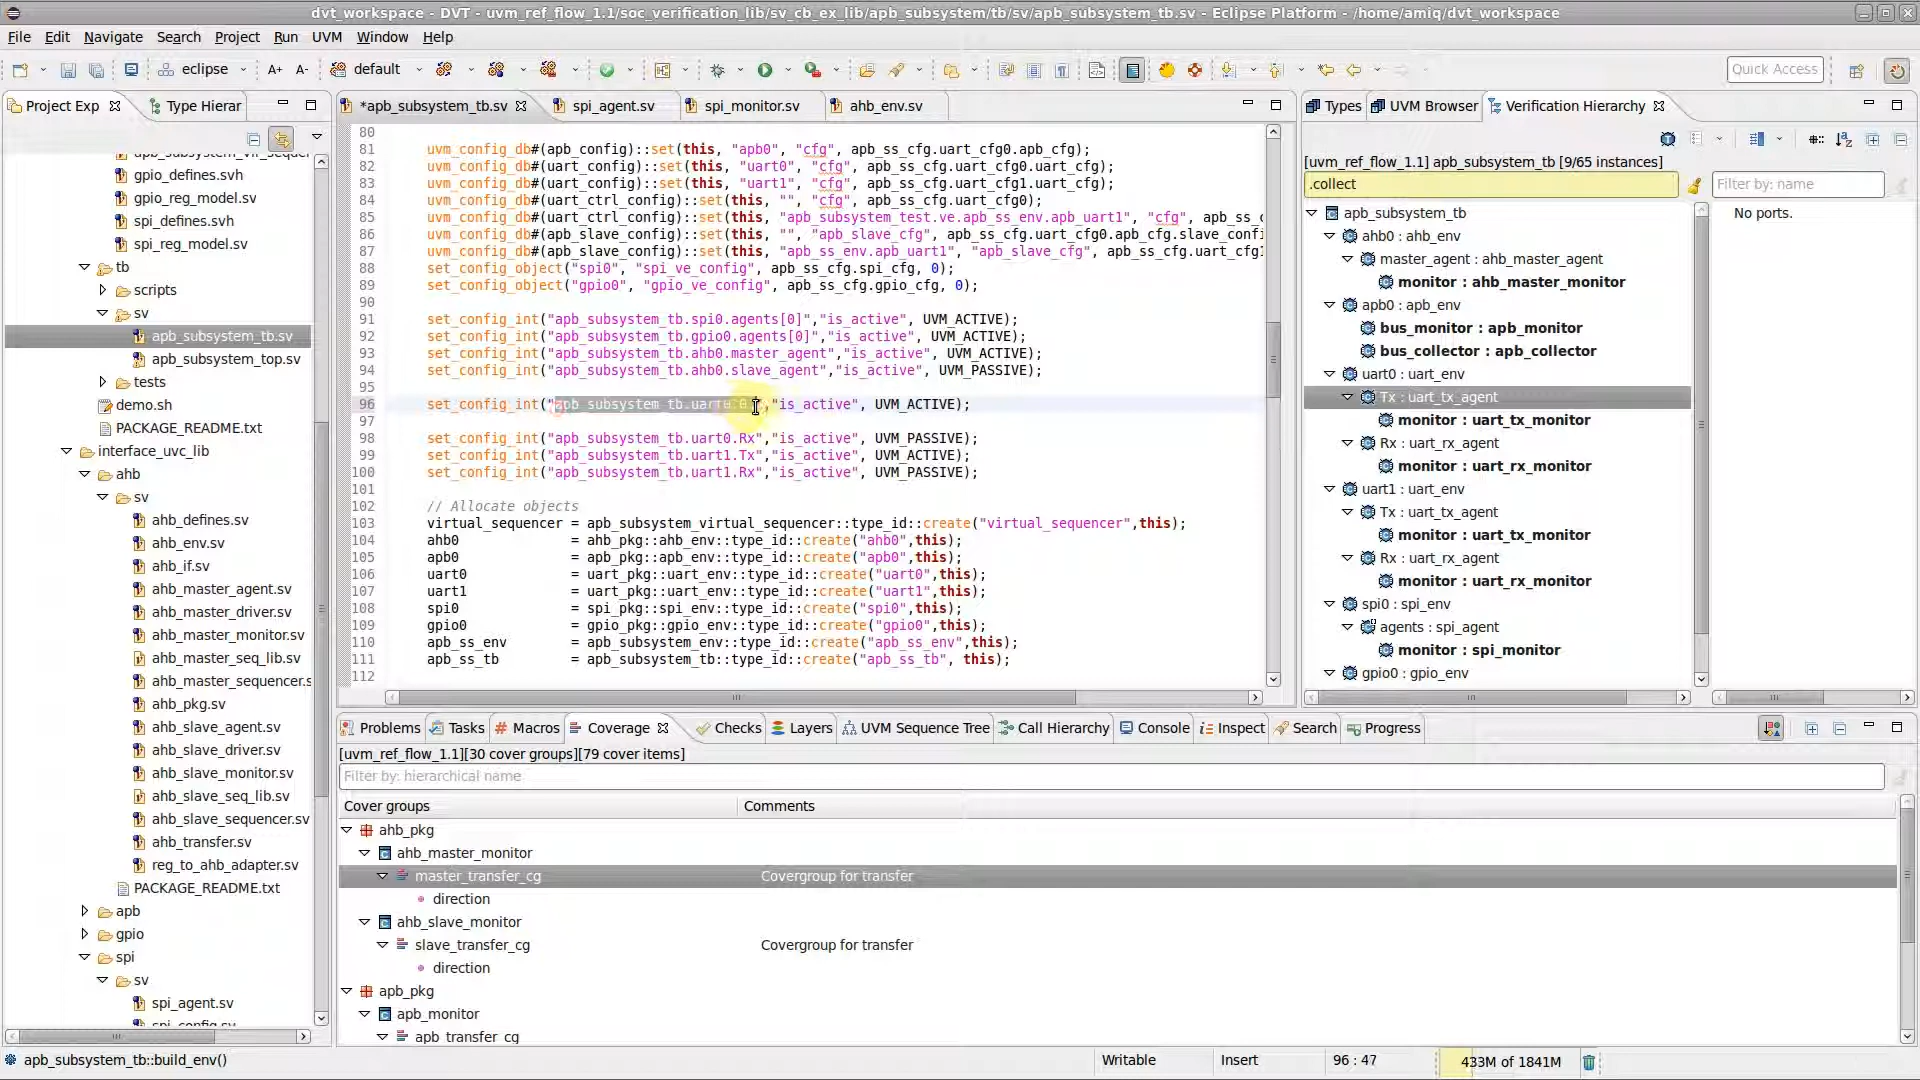 dvt_workspace - DVT - uvm_ref_flow_1.1/soc_verification_lib/sv_cb_ex_lib/apb_subsystem/tb/sv/apb_subsystem_tb.sv - Eclipse Platform - /home/amiq/dvt_workspace
File Edit Navigate Search Project Run UVM Window Help
eclipse A+ A- default Quick Access
Project Exp Type Hierar
gpio_defines.svh
gpio_reg_model.sv
spi_defines.svh
spi_reg_model.sv
tb
scripts
sv
apb_subsystem_tb.sv
apb_subsystem_top.sv
tests
demo.sh
PACKAGE_README.txt
interface_uvc_lib
ahb
sv
ahb_defines.sv
ahb_env.sv
ahb_if.sv
ahb_master_agent.sv
ahb_master_driver.sv
ahb_master_monitor.sv
ahb_master_seq_lib.sv
ahb_master_sequencer.s
ahb_pkg.sv
ahb_slave_agent.sv
ahb_slave_driver.sv
ahb_slave_monitor.sv
ahb_slave_seq_lib.sv
ahb_slave_sequencer.sv
ahb_transfer.sv
reg_to_ahb_adapter.sv
PACKAGE_README.txt
apb
gpio
spi
sv
spi_agent.sv
spi_config.sv
*apb_subsystem_tb.sv spi_agent.sv spi_monitor.sv ahb_env.sv
80
81 uvm_config_db#(apb_config)::set(this, "apb0", "cfg", apb_ss_cfg.uart_cfg0.apb_cfg);
82 uvm_config_db#(uart_config)::set(this, "uart0", "cfg", apb_ss_cfg.uart_cfg0.uart_cfg);
83 uvm_config_db#(uart_config)::set(this, "uart1", "cfg", apb_ss_cfg.uart_cfg1.uart_cfg);
84 uvm_config_db#(uart_ctrl_config)::set(this, "", "cfg", apb_ss_cfg.uart_cfg0);
85 uvm_config_db#(uart_ctrl_config)::set(this, "apb_subsystem_test.ve.apb_ss_env.apb_uart1", "cfg", apb_ss_c
86 uvm_config_db#(apb_slave_config)::set(this, "", "apb_slave_cfg", apb_ss_cfg.uart_cfg0.apb_cfg.slave_confi
87 uvm_config_db#(apb_slave_config)::set(this, "apb_ss_env.apb_uart1", "apb_slave_cfg", apb_ss_cfg.uart_cfg1
88 set_config_object("spi0", "spi_ve_config", apb_ss_cfg.spi_cfg, 0);
89 set_config_object("gpio0", "gpio_ve_config", apb_ss_cfg.gpio_cfg, 0);
90
91 set_config_int("apb_subsystem_tb.spi0.agents[0]","is_active", UVM_ACTIVE);
92 set_config_int("apb_subsystem_tb.gpio0.agents[0]","is_active", UVM_ACTIVE);
93 set_config_int("apb_subsystem_tb.ahb0.master_agent","is_active", UVM_ACTIVE);
94 set_config_int("apb_subsystem_tb.ahb0.slave_agent","is_active", UVM_PASSIVE);
95
96 set_config_int("apb_subsystem_tb. "is_active", UVM_ACTIVE);
97
98 set_config_int("apb_subsystem_tb.uart0.Rx","is_active", UVM_PASSIVE);
99 set_config_int("apb_subsystem_tb.uart1.Tx","is_active", UVM_ACTIVE);
100 set_config_int("apb_subsystem_tb.uart1.Rx","is_active", UVM_PASSIVE);
101
102 // Allocate objects
103 virtual_sequencer = apb_subsystem_virtual_sequencer::type_id::create("virtual_sequencer",this);
104 ahb0 = ahb_pkg::ahb_env::type_id::create("ahb0",this);
105 apb0 = apb_pkg::apb_env::type_id::create("apb0",this);
106 uart0 = uart_pkg::uart_env::type_id::create("uart0",this);
107 uart1 = uart_pkg::uart_env::type_id::create("uart1",this);
108 spi0 = spi_pkg::spi_env::type_id::create("spi0",this);
109 gpio0 = gpio_pkg::gpio_env::type_id::create("gpio0",this);
110 apb_ss_env = apb_subsystem_env::type_id::create("apb_ss_env",this);
111 apb_ss_tb = apb_subsystem_tb::type_id::create("apb_ss_tb", this);
112
Types UVM Browser Verification Hierarchy
[uvm_ref_flow_1.1] apb_subsystem_tb [9/65 instances]
.collect Filter by: name
apb_subsystem_tb No ports.
ahb0 : ahb_env
master_agent : ahb_master_agent
monitor : ahb_master_monitor
apb0 : apb_env
bus_monitor : apb_monitor
bus_collector : apb_collector
uart0 : uart_env
Tx : uart_tx_agent
monitor : uart_tx_monitor
Rx : uart_rx_agent
monitor : uart_rx_monitor
uart1 : uart_env
Tx : uart_tx_agent
monitor : uart_tx_monitor
Rx : uart_rx_agent
monitor : uart_rx_monitor
spi0 : spi_env
agents : spi_agent
monitor : spi_monitor
gpio0 : gpio_env
Problems Tasks Macros Coverage Checks Layers UVM Sequence Tree Call Hierarchy Console Inspect Search Progress
[uvm_ref_flow_1.1][30 cover groups][79 cover items]
Filter by: hierarchical name
Cover groups Comments
ahb_pkg
ahb_master_monitor
master_transfer_cg Covergroup for transfer
direction
ahb_slave_monitor
slave_transfer_cg Covergroup for transfer
direction
apb_pkg
apb_monitor
apb_transfer_cg
apb_subsystem_tb::build_env() Writable Insert 96 : 47 433M of 1841M